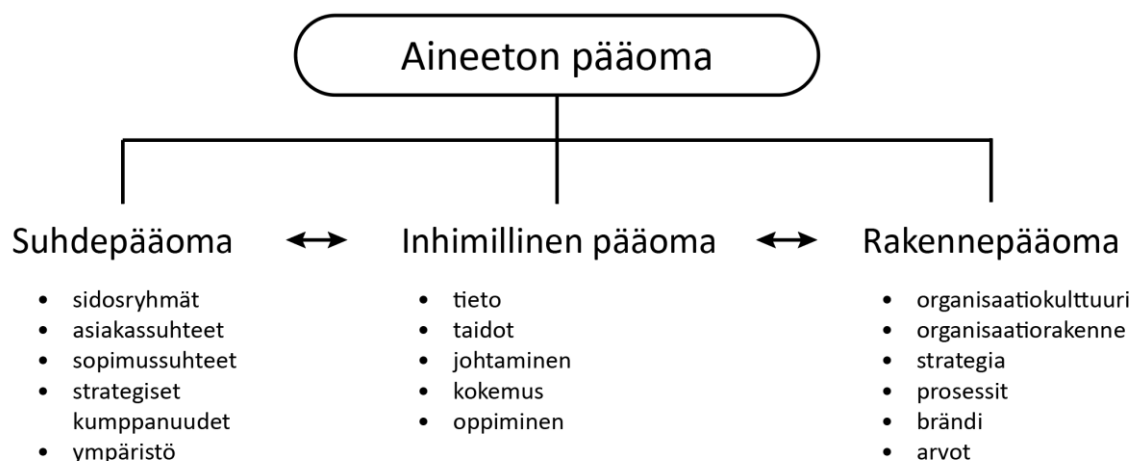 Aineeton pääoma
Suhdepääoma
• sidosryhmät
• asiakassuhteet
• sopimussuhteet
• strategiset
kumppanuudet
• ympäristö
Inhimillinen pääoma
• tieto
• taidot
• johtaminen
• kokemus
• oppiminen
Rakennepääoma
• organisaatiokulttuuri
• organisaatiorakenne
• strategia
• prosessit
• brändi
• arvot